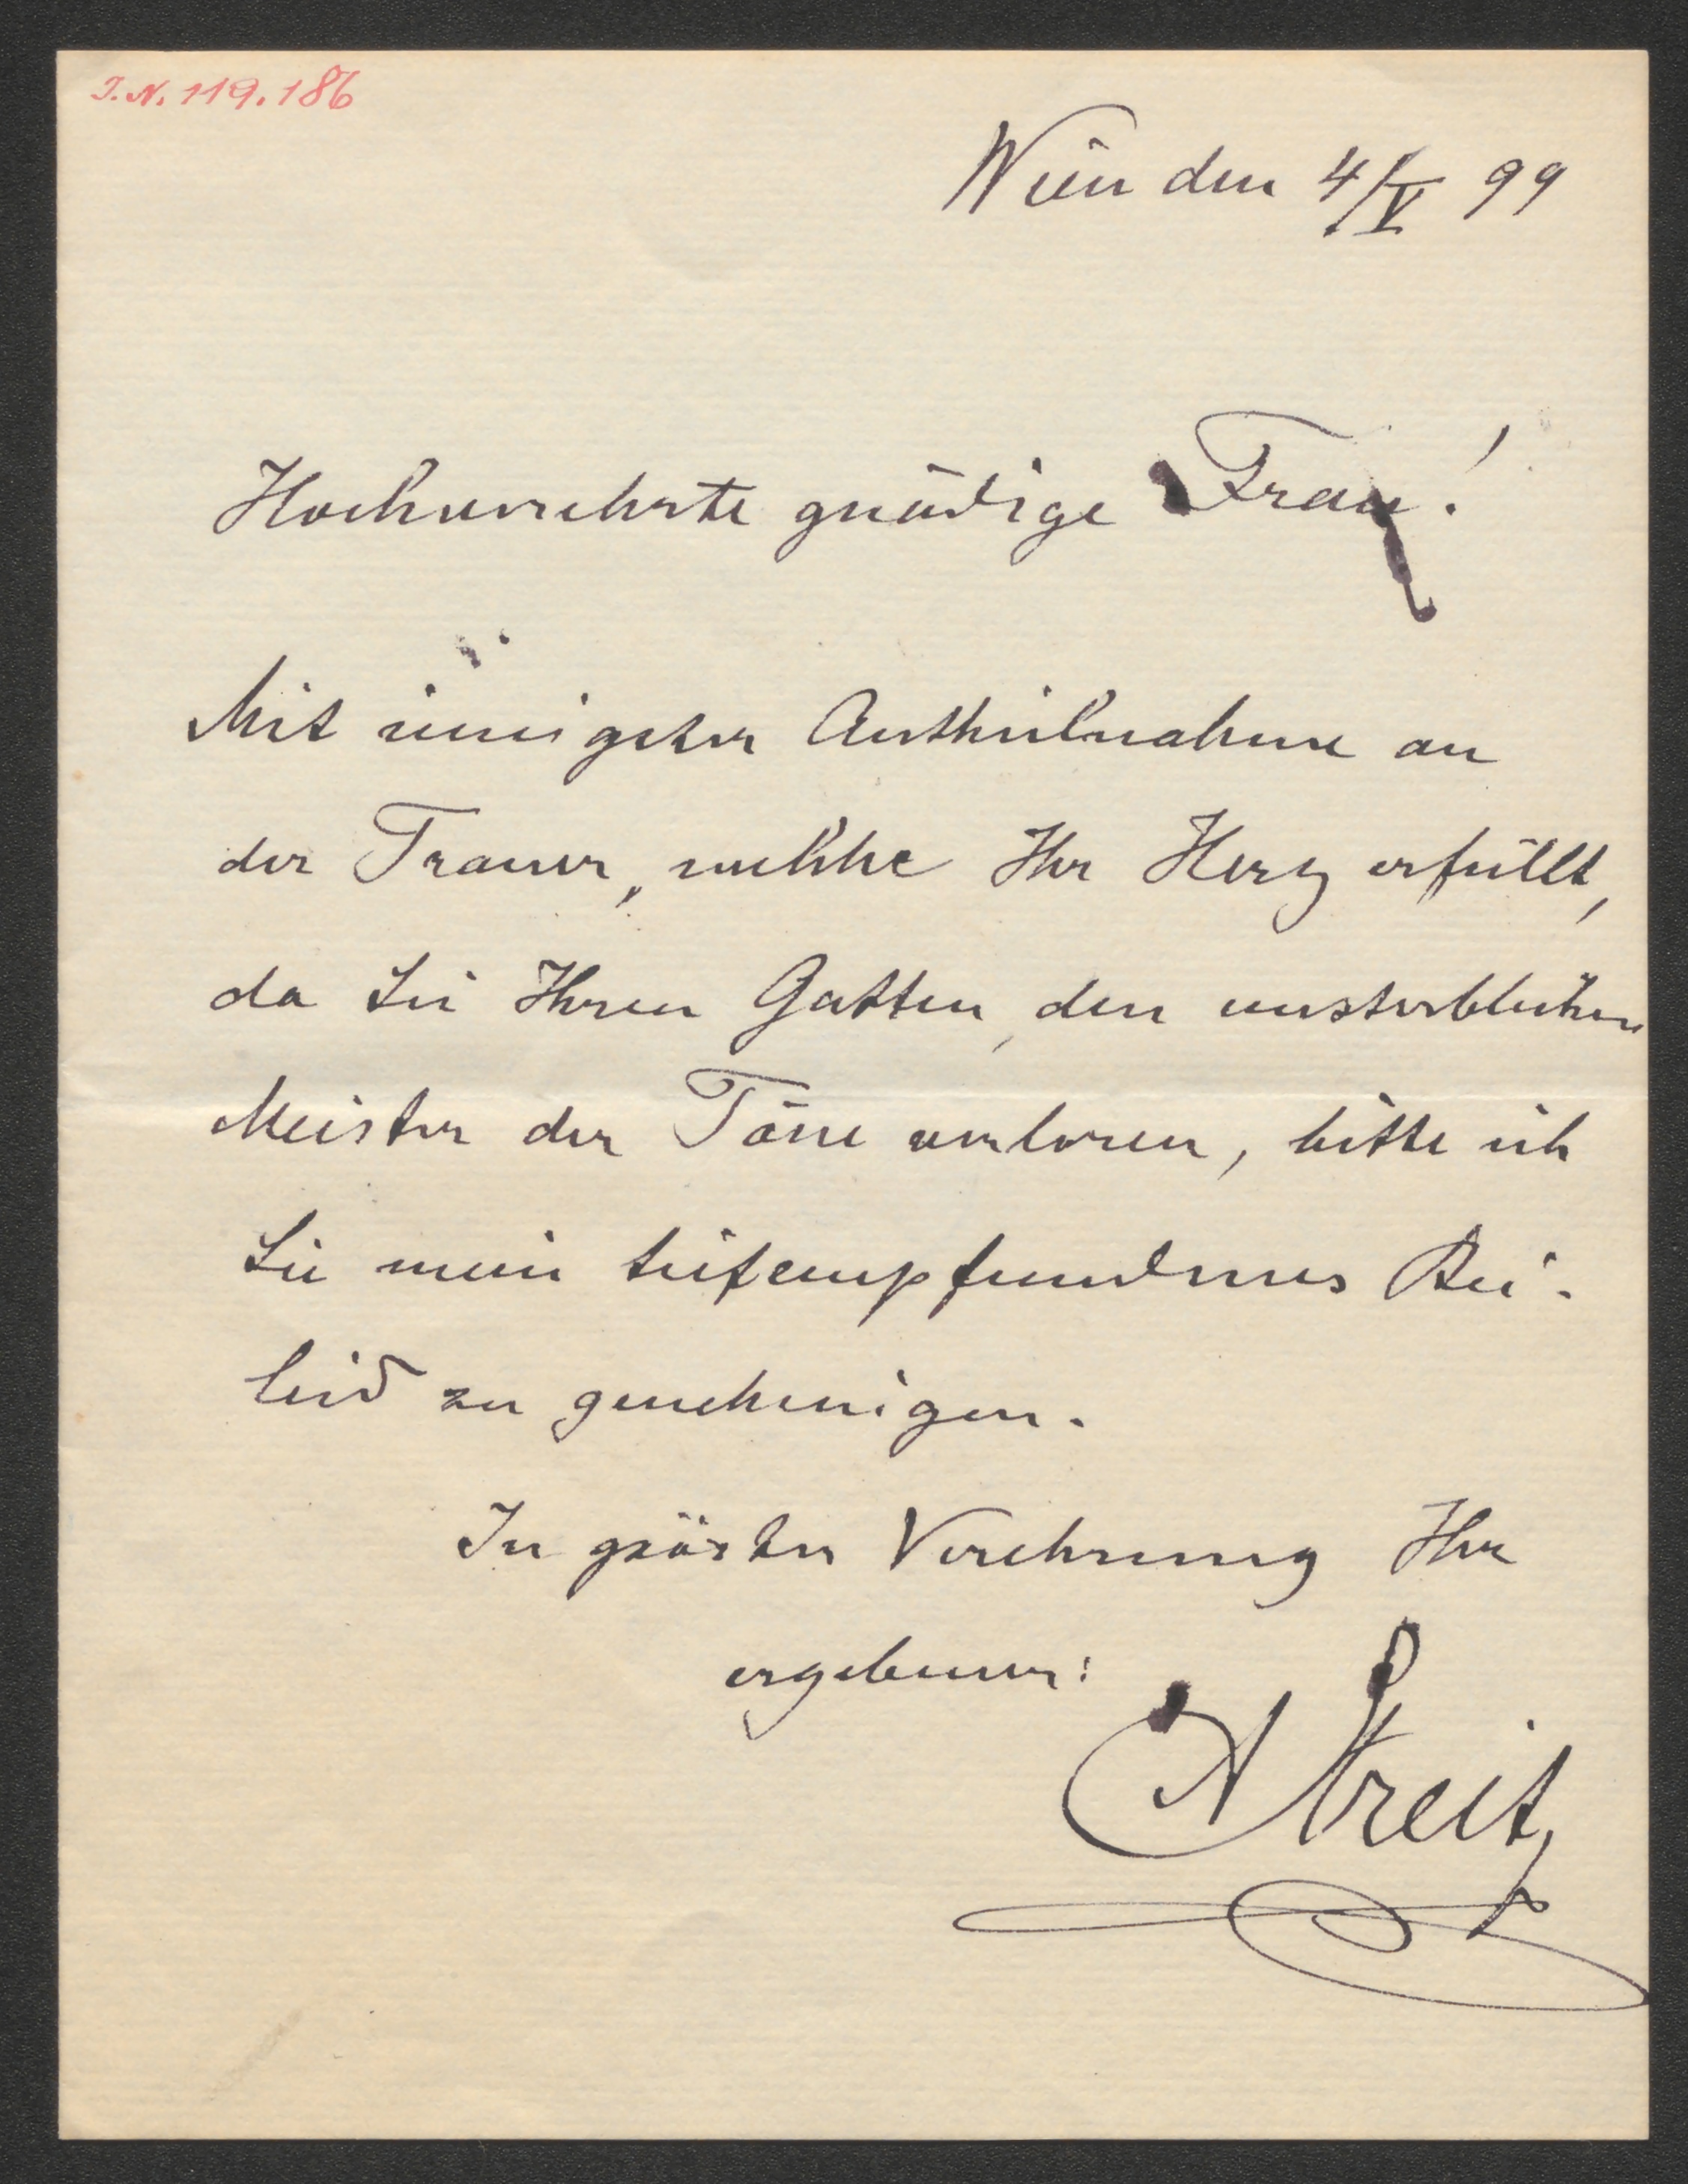 J.N. 119.186
Wien den 4/V 99
Hochverehrte gnädige Frau!
Mit innigster Antheilnahme an
der Trauer, welche Ihr Herz erfüllt,
da Sie Ihren Gatten, den unsterblichen
Meister der Töne verloren, bitte ich
Sie mein tiefempfundenes Bei-
leid zu genehmigen.
In gröster Verehrung Ihr
ergebener:
A Streit